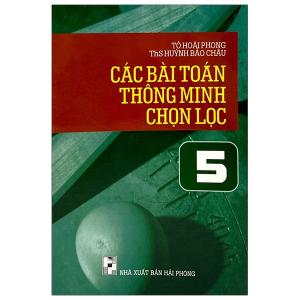 TÔ HOÀI PHONG
ThS HUỲNH BẢO CHÂU
CÁC BÀI TOÁN
THÔNG MINH
CHỌN LỌC
5
NHÀ XUẤT BẢN HẢI PHÒNG